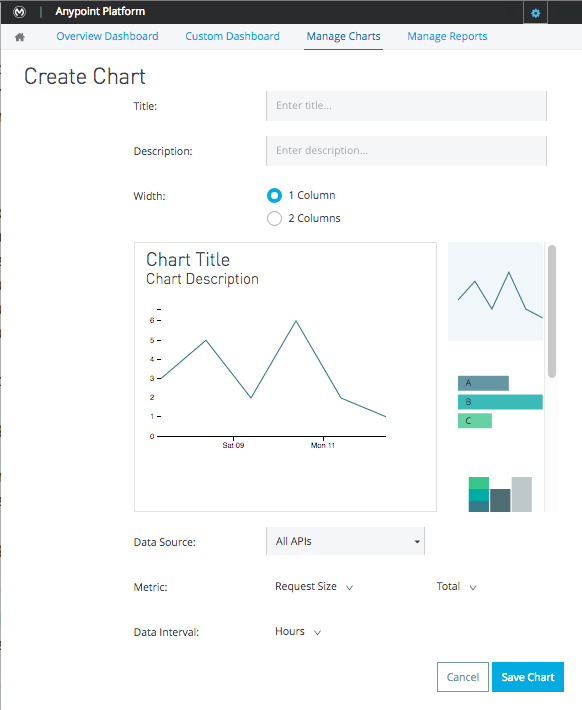 Anypoint Platform
Overview Dashboard Custom Dashboard Manage Charts Manage Reports
Create Chart
Title: Enter title...
Description: Enter description...
Width: 1 Column
2 Columns
Chart Title
Chart Description
6
5
4
3
2
1
0
Sat 09 Mon 11
A
B
C
Data Source: All APIs
Metric: Request Size Total
Data Interval: Hours
Cancel Save Chart